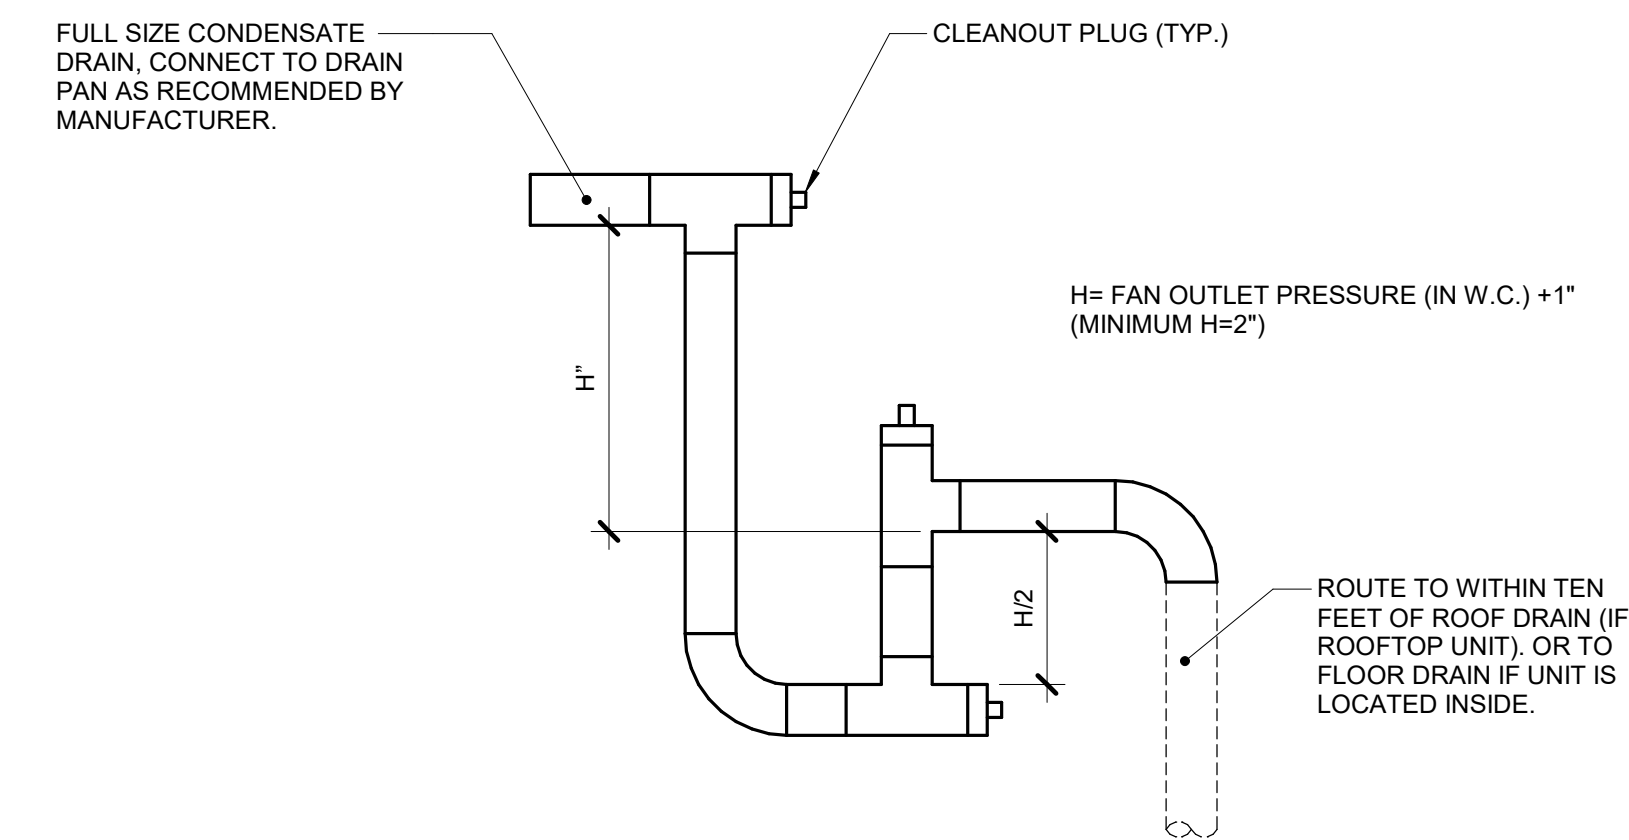 FULL SIZE CONDENSATE
DRAIN, CONNECT TO DRAIN
PAN AS RECOMMENDED BY
MANUFACTURER.
CLEANOUT PLUG (TYP.)
H= FAN OUTLET PRESSURE (IN W.C.) +1"
(MINIMUM H=2")
H”
H/2
ROUTE TO WITHIN TEN
FEET OF ROOF DRAIN (IF
ROOFTOP UNIT). OR TO
FLOOR DRAIN IF UNIT IS
LOCATED INSIDE.